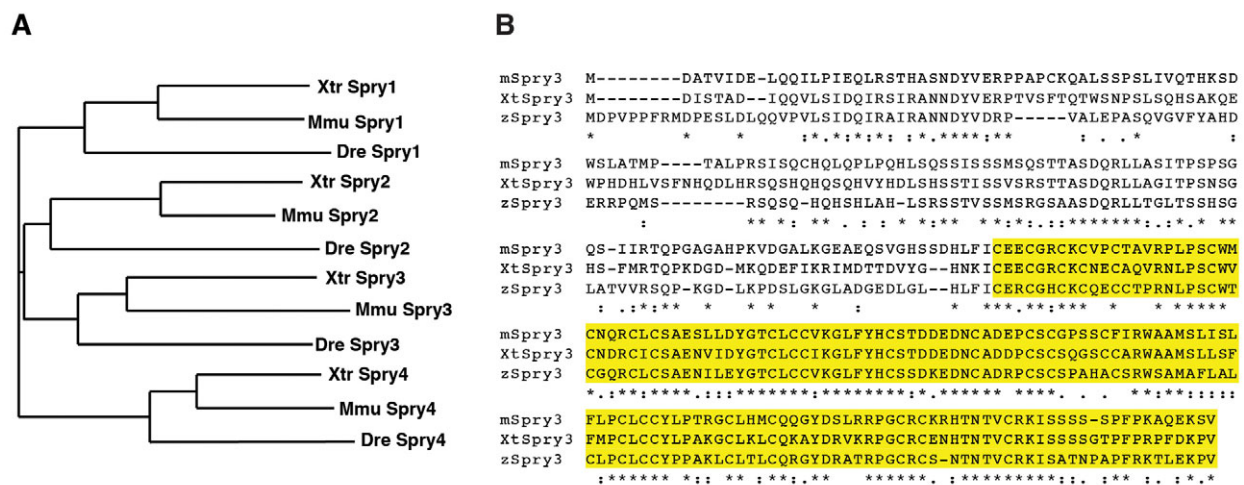 A
B
Xtr Spry1
Mmu Spry1
Dre Spry1
Xtr Spry2
Mmu Spry2
Dre Spry2
Xtr Spry3
Mmu Spry3
Dre Spry3
Xtr Spry4
Mmu Spry4
Dre Spry4
mSpry3 M--------DATVIDE-LQQILPIEQLRSTHASNDYVERPPAPCKQALSSPSLIVQTHKSD
XtSpry3 M--------DISTAD-IQQVLSIDQIRSIRANNDYVERPTVSFTQTWSNPSLSQHSAKQE
zSpry3 MDPVPPFRMDPESLDLQQVPVLSIDQIRAIRANNDYVDRP-----VALEPASQVGVFYAHD
* * * :*.*:**:* *:*****:** : . . * :
mSpry3 WSLATMP----TALPRSISQCHQLQPLPQHLSQSSISSSMSQSTTASDQRLLASITPSPSG
XtSpry3 WPHDHLVSFNHQDLHRSQSHQHQSQHVYHDLSHSSTISSVSRSTTASDQRLLAGITPSNSG
zSpry3 ERRPQMS--------RSQSQ-HQHSHLAH-LSRSSTVSSMSRGSAASDQRLLTGLTSSHSG
: ** *: ** . : . **:** **:*:.::*******:.:* * **
mSpry3 QS-IIRTQPGAGAHPKVDGALKGEAEQSVGHSSDHLFICEECGRCKCVPCTAVRPLPSCWM
XtSpry3 HS-FMRTQPKDGD-MKQDEFIKRIMDTTDVYG--HNKICEECGRCKCNECAQVRNLPSCWV
zSpry3 LATVVRSQP-KGD-LKPDSLGKGLADGEDLGL--HLFICERCGHCKCQECCTPRNLPSCWT
: .:*:** * * * * : * ***.**:*** * * *****
mSpry3 CNQRCLCSAESLLDYGTCLCCVKGLFYHCSTDDEDNCADEPCSCGPSSCFIRWAAMSLISL
XtSpry3 CNDRCICSAENVIDYGTCLCCIKGLFYHCSTDDEDNCADDPCSCSQGSCCARWAAMSLLSF
zSpry3 CGQRCLCSAENILEYGTCLCCVKGLFYHCSSDKEDNCADRPCSCSPAHACSRWSAMAFLAL
*.:**:****.:::*******:********:*.****** ****. . **:**::::
mSpry3 FLPCLCCYLPTRGCLHMCQQGYDSLRRPGCRCKRHTNTVCRKISSSS-SPFPKAQEKSV
XtSpry3 FMPCLCCYLPAKGCLKLCQKAYDRVKRPGCRCENHTNTVCRKISSSSGTPFPRPFDKPV
zSpry3 CLPCLCCYPPAKLCLTLCQRGYDRATRPGCRCS-NTNTVCRKISATNPAPFRKTLEKPV
:****** *:: ** :**:.** ******. :*********:.. :** :. :* *